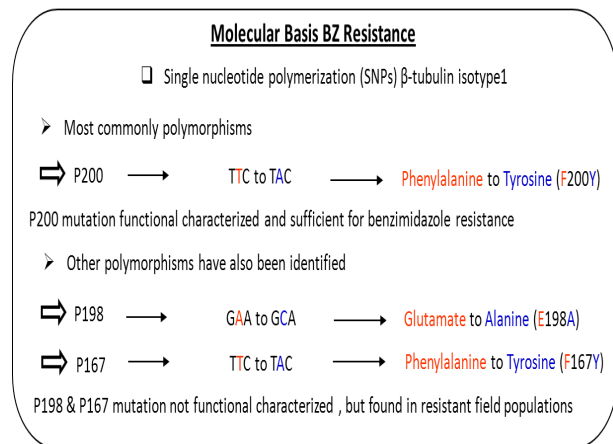 Molecular Basis BZ Resistance
Single nucleotide polymerization (SNPs) β-tubulin isotype1
Most commonly polymorphisms
P200 TTC to TAC Phenylalanine to Tyrosine (F200Y)
P200 mutation functional characterized and sufficient for benzimidazole resistance
Other polymorphisms have also been identified
P198 GAA to GCA Glutamate to Alanine (E198A)
P167 TTC to TAC Phenylalanine to Tyrosine (F167Y)
P198 & P167 mutation not functional characterized , but found in resistant field populations